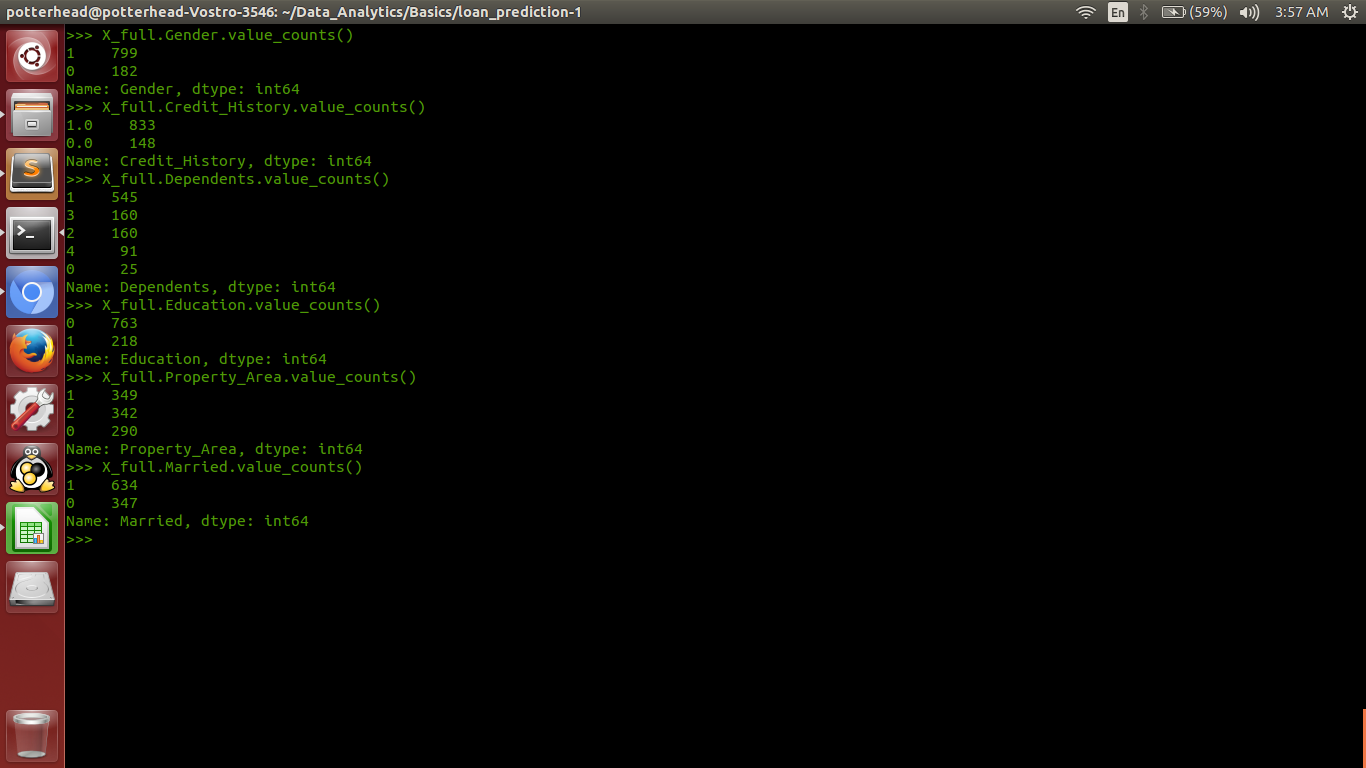 potterhead@potterhead-Vostro-3546: ~/Data_Analytics/Basics/loan_prediction-1
En
(59%)
3:57 AM
>>> X_full.Gender.value_counts()
1    799
0    182
Name: Gender, dtype: int64
>>> X_full.Credit_History.value_counts()
1.0    833
0.0    148
Name: Credit_History, dtype: int64
>>> X_full.Dependents.value_counts()
1    545
3    160
2    160
4     91
0     25
Name: Dependents, dtype: int64
>>> X_full.Education.value_counts()
0    763
1    218
Name: Education, dtype: int64
>>> X_full.Property_Area.value_counts()
1    349
2    342
0    290
Name: Property_Area, dtype: int64
>>> X_full.Married.value_counts()
1    634
0    347
Name: Married, dtype: int64
>>>